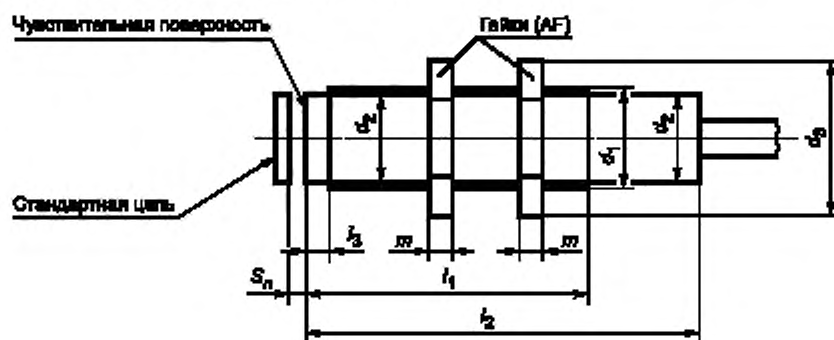 Чувствительная поверхность
Гайки (AF)
d₂
d₁
d₂
d₃
Стандартная цель
l₃
m
m
Sₙ
l₁
l₂